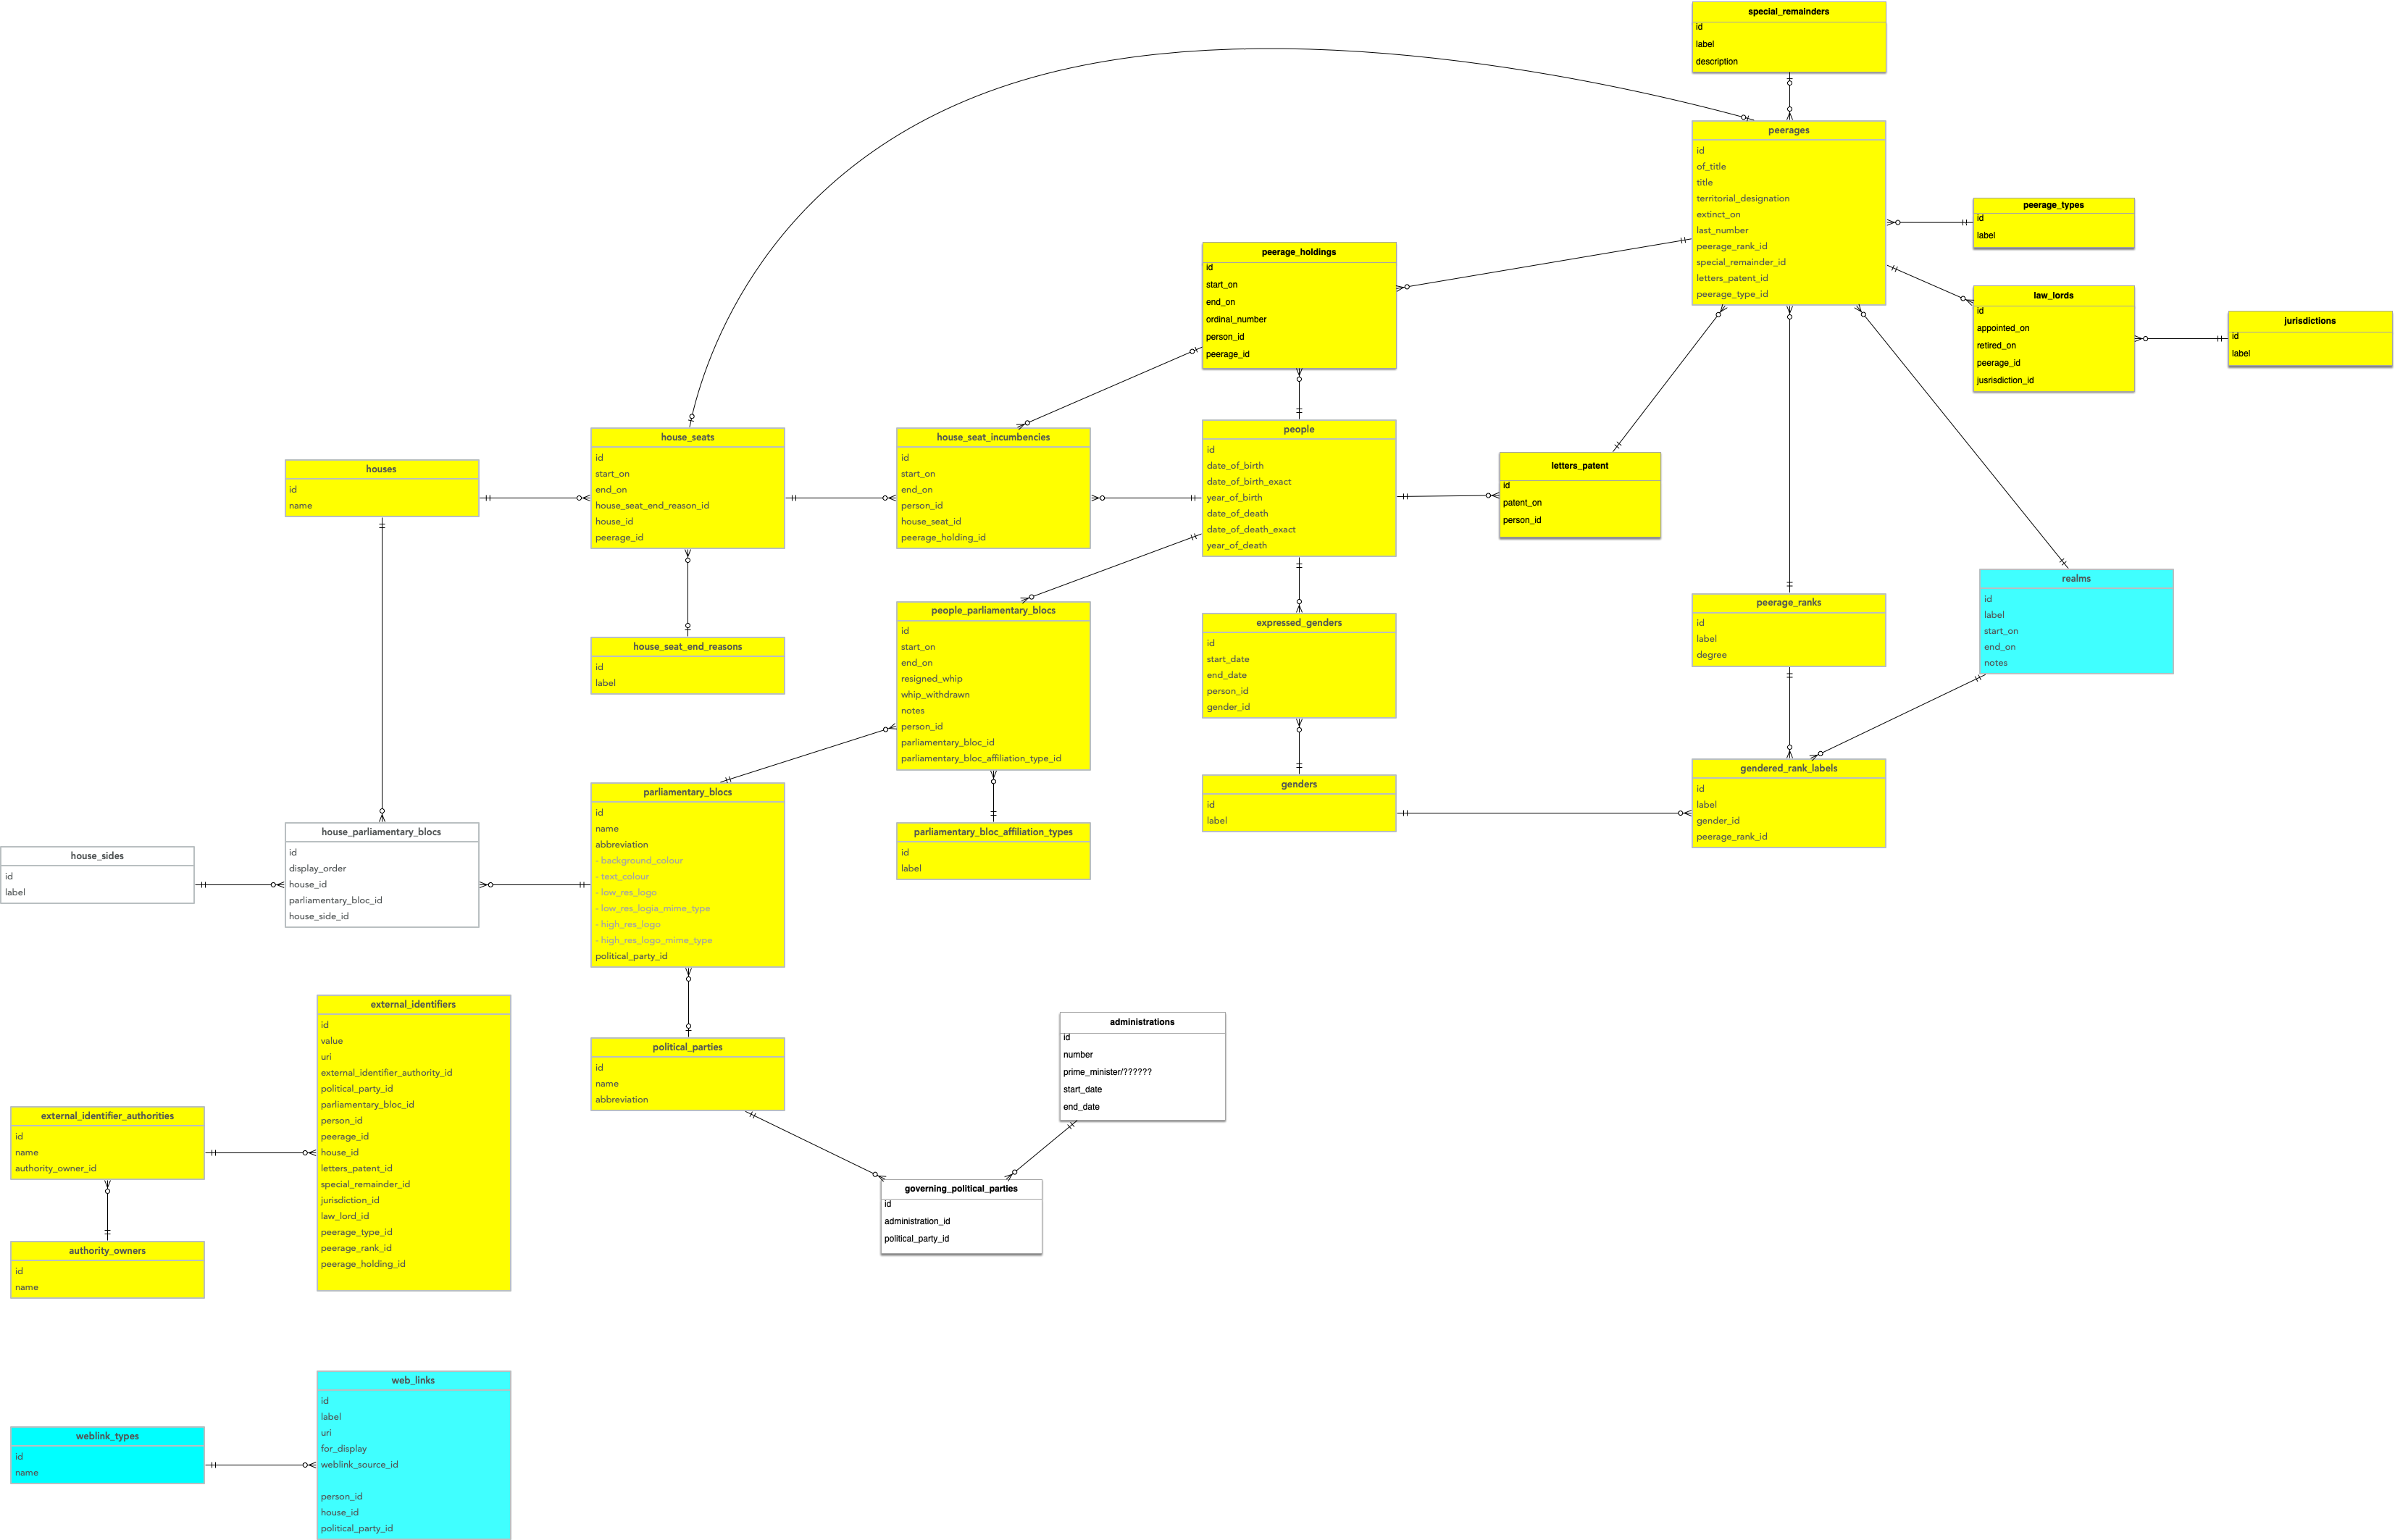 special_remainders
id
label
description
peerages
id
of_title
title
territorial_designation
extinct_on
last_number
peerage_rank_id
special_remainder_id
letters_patent_id
peerage_type_id
peerage_types
id
label
peerage_holdings
id
start_on
end_on
ordinal_number
person_id
peerage_id
law_lords
id
appointed_on
retired_on
peerage_id
jusrisdiction_id
jurisdictions
id
label
houses
id
name
house_seats
id
start_on
end_on
house_seat_end_reason_id
house_id
peerage_id
house_seat_incumbencies
id
start_on
end_on
person_id
house_seat_id
peerage_holding_id
people
id
date_of_birth
date_of_birth_exact
year_of_birth
date_of_death
date_of_death_exact
year_of_death
letters_patent
id
patent_on
person_id
realms
id
label
start_on
end_on
notes
house_seat_end_reasons
id
label
people_parliamentary_blocs
id
start_on
end_on
resigned_whip
whip_withdrawn
notes
person_id
parliamentary_bloc_id
parliamentary_bloc_affiliation_type_id
expressed_genders
id
start_date
end_date
person_id
gender_id
peerage_ranks
id
label
degree
genders
id
label
gendered_rank_labels
id
label
gender_id
peerage_rank_id
house_sides
id
label
house_parliamentary_blocs
id
display_order
house_id
parliamentary_bloc_id
house_side_id
parliamentary_blocs
id
name
abbreviation
- background_colour
- text_colour
- low_res_logo
- low_res_logia_mime_type
- high_res_logo
- high_res_logo_mime_type
political_party_id
parliamentary_bloc_affiliation_types
id
label
external_identifiers
id
value
uri
external_identifier_authority_id
political_party_id
parliamentary_bloc_id
person_id
peerage_id
house_id
letters_patent_id
special_remainder_id
jurisdiction_id
law_lord_id
peerage_type_id
peerage_rank_id
peerage_holding_id
political_parties
id
name
abbreviation
administrations
id
number
prime_minister/??????
start_date
end_date
external_identifier_authorities
id
name
authority_owner_id
governing_political_parties
id
administration_id
political_party_id
authority_owners
id
name
web_links
id
label
uri
for_display
weblink_source_id
person_id
house_id
political_party_id
weblink_types
id
name